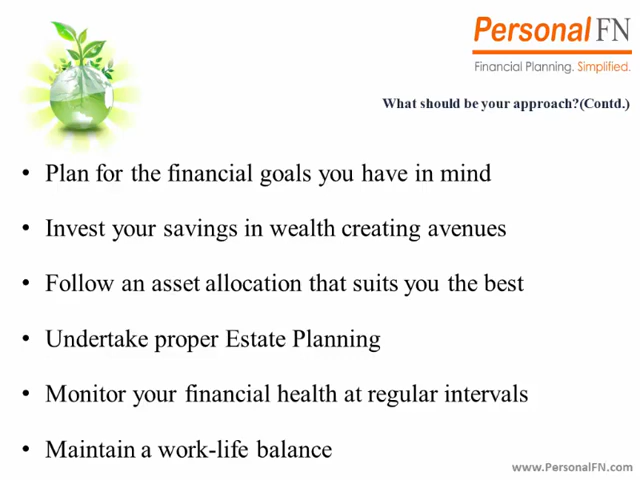 Personal FN
Financial Planning. Simplified.
What should be your approach?(Contd.)
• Plan for the financial goals you have in mind
• Invest your savings in wealth creating avenues
• Follow an asset allocation that suits you the best
• Undertake proper Estate Planning
• Monitor your financial health at regular intervals
• Maintain a work-life balance
www.PersonalFN.com